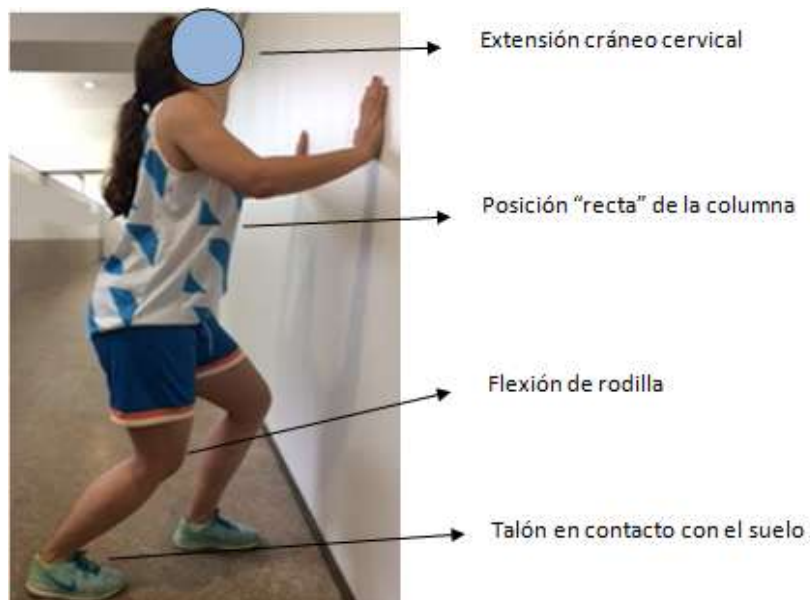 Extensión cráneo cervical
Posición “recta” de la columna
Flexión de rodilla
Talón en contacto con el suelo